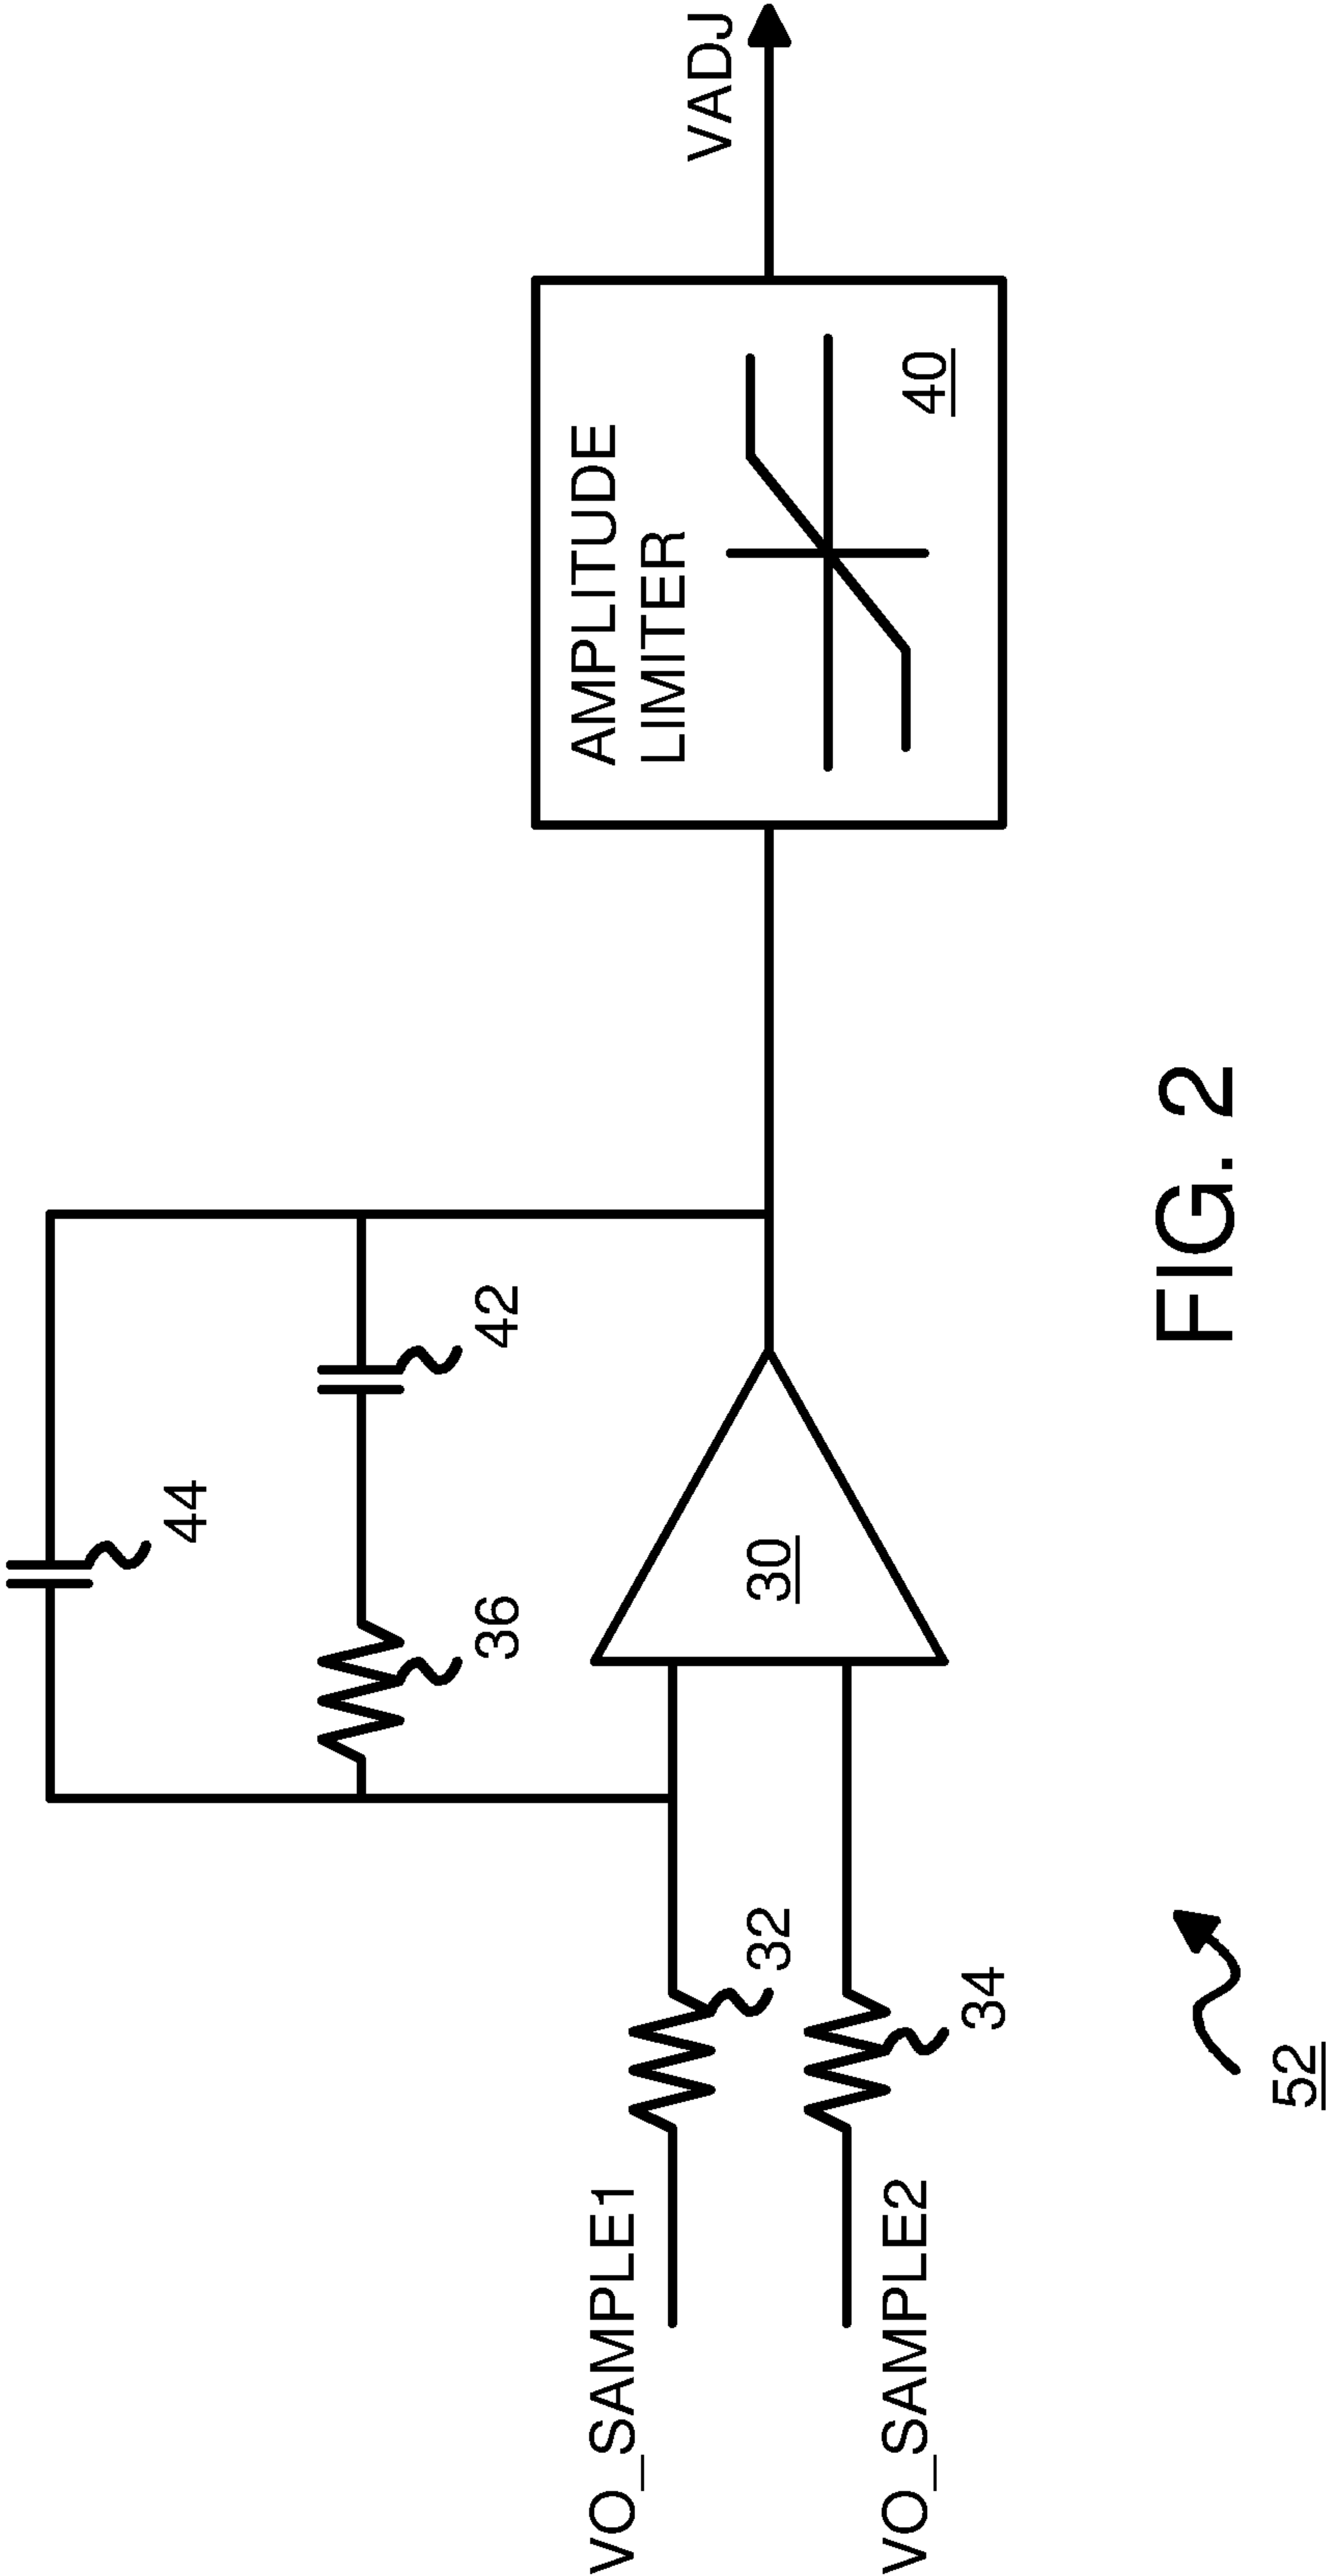 44
36
42
VO_SAMPLE1
32
30
AMPLITUDE
LIMITER
40
VADJ
VO_SAMPLE2
34
52
FIG. 2